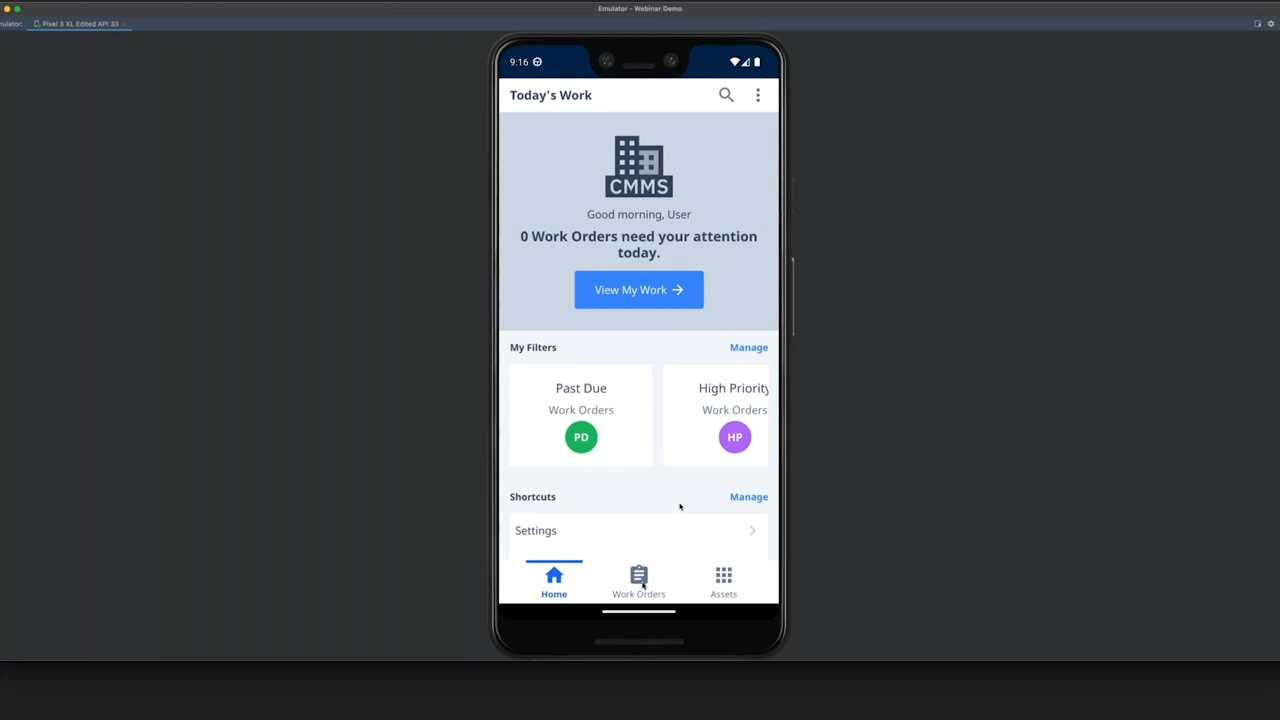 Emulator - Webinar Demo
nulator:
Pixel 3 XL Edited API 33
9:16
Today's Work
CMMS
Good morning, User
0 Work Orders need your attention
today.
View My Work
My Filters
Manage
Past Due
Work Orders
PD
High Priority
Work Orders
HP
Shortcuts
Manage
Settings
Home
Work Orders
Assets